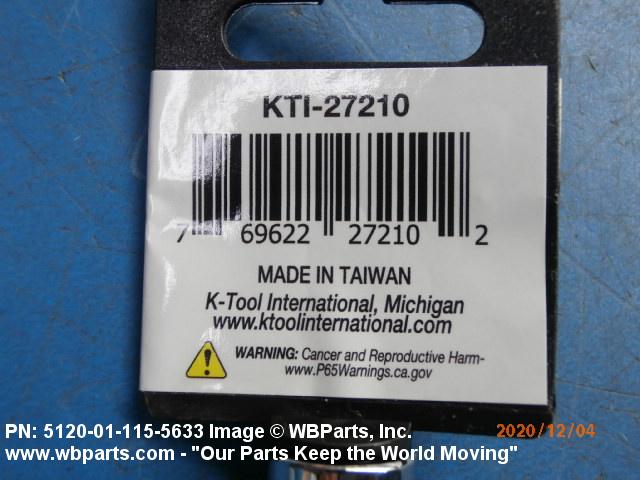 KTI-27210
7 69622 27210 2
MADE IN TAIWAN
K-Tool International, Michigan
www.ktoolinternational.com
WARNING: Cancer and Reproductive Harm-
www.P65Warnings.ca.gov
PN: 5120-01-115-5633 Image © WBParts, Inc.
2020/12/04
www.wbparts.com - "Our Parts Keep the World Moving"